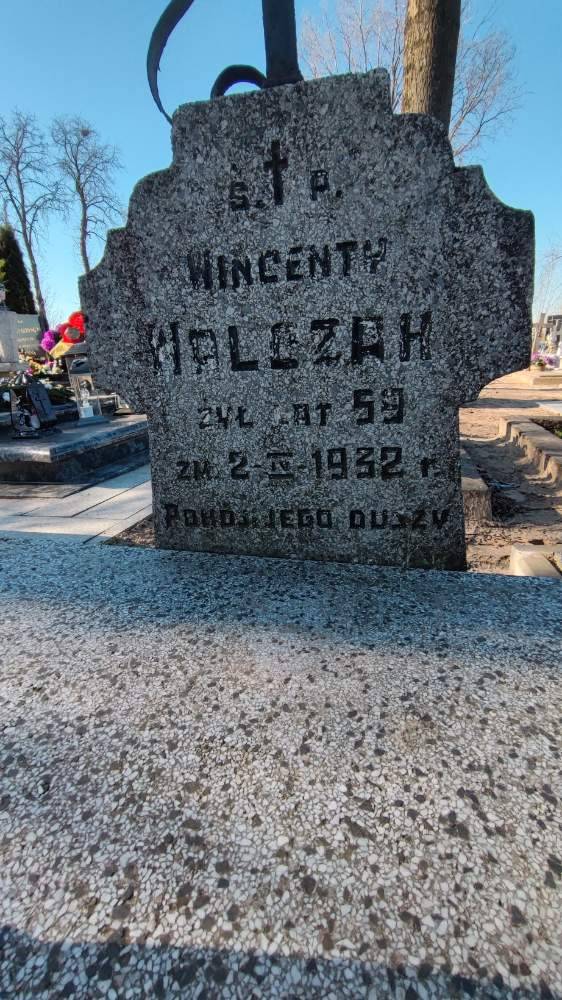 Ś. † P.
WINCENTY
WALCZAK
ŻYŁ LAT 59
ZM. 2-IX-1932 r.
POKÓJ JEGO DUSZY